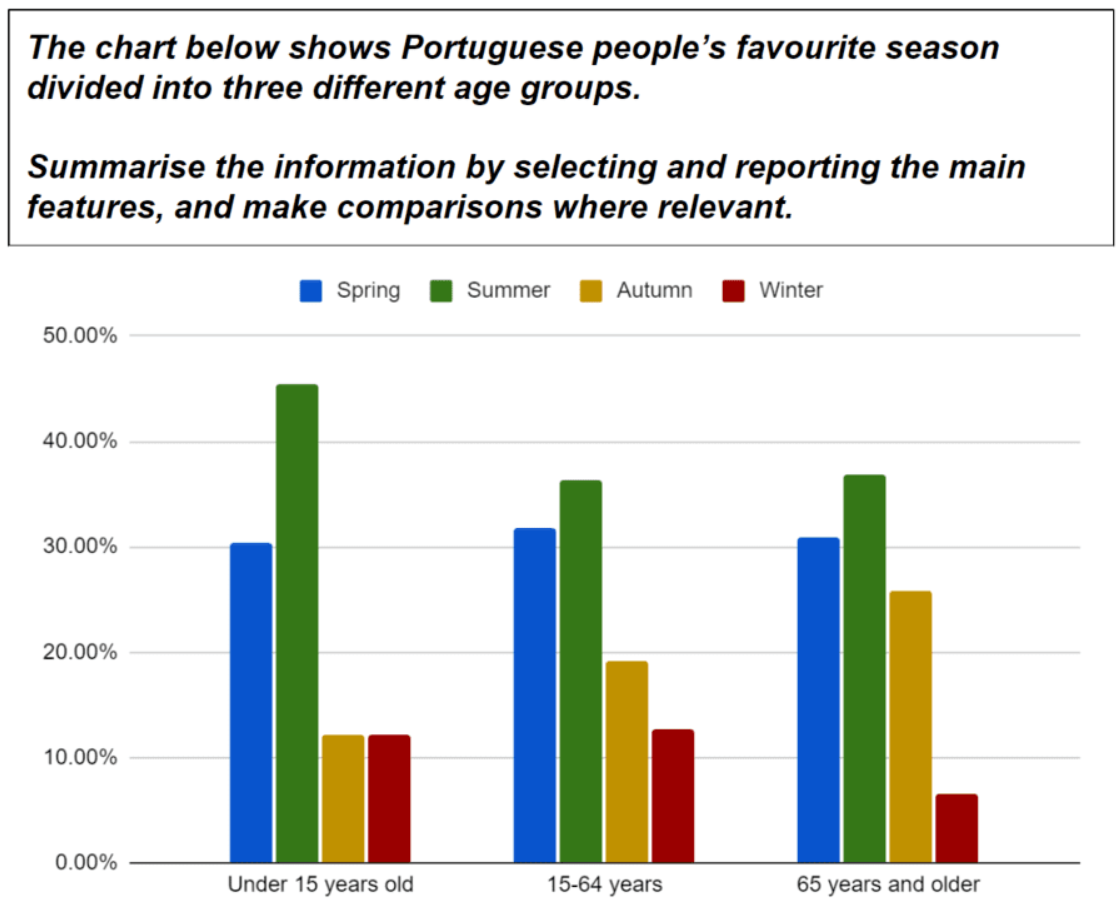 The chart below shows Portuguese people’s favourite season
divided into three different age groups.
Summarise the information by selecting and reporting the main
features, and make comparisons where relevant.
Spring Summer Autumn Winter
50.00%
40.00%
30.00%
20.00%
10.00%
0.00%
Under 15 years old 15-64 years 65 years and older